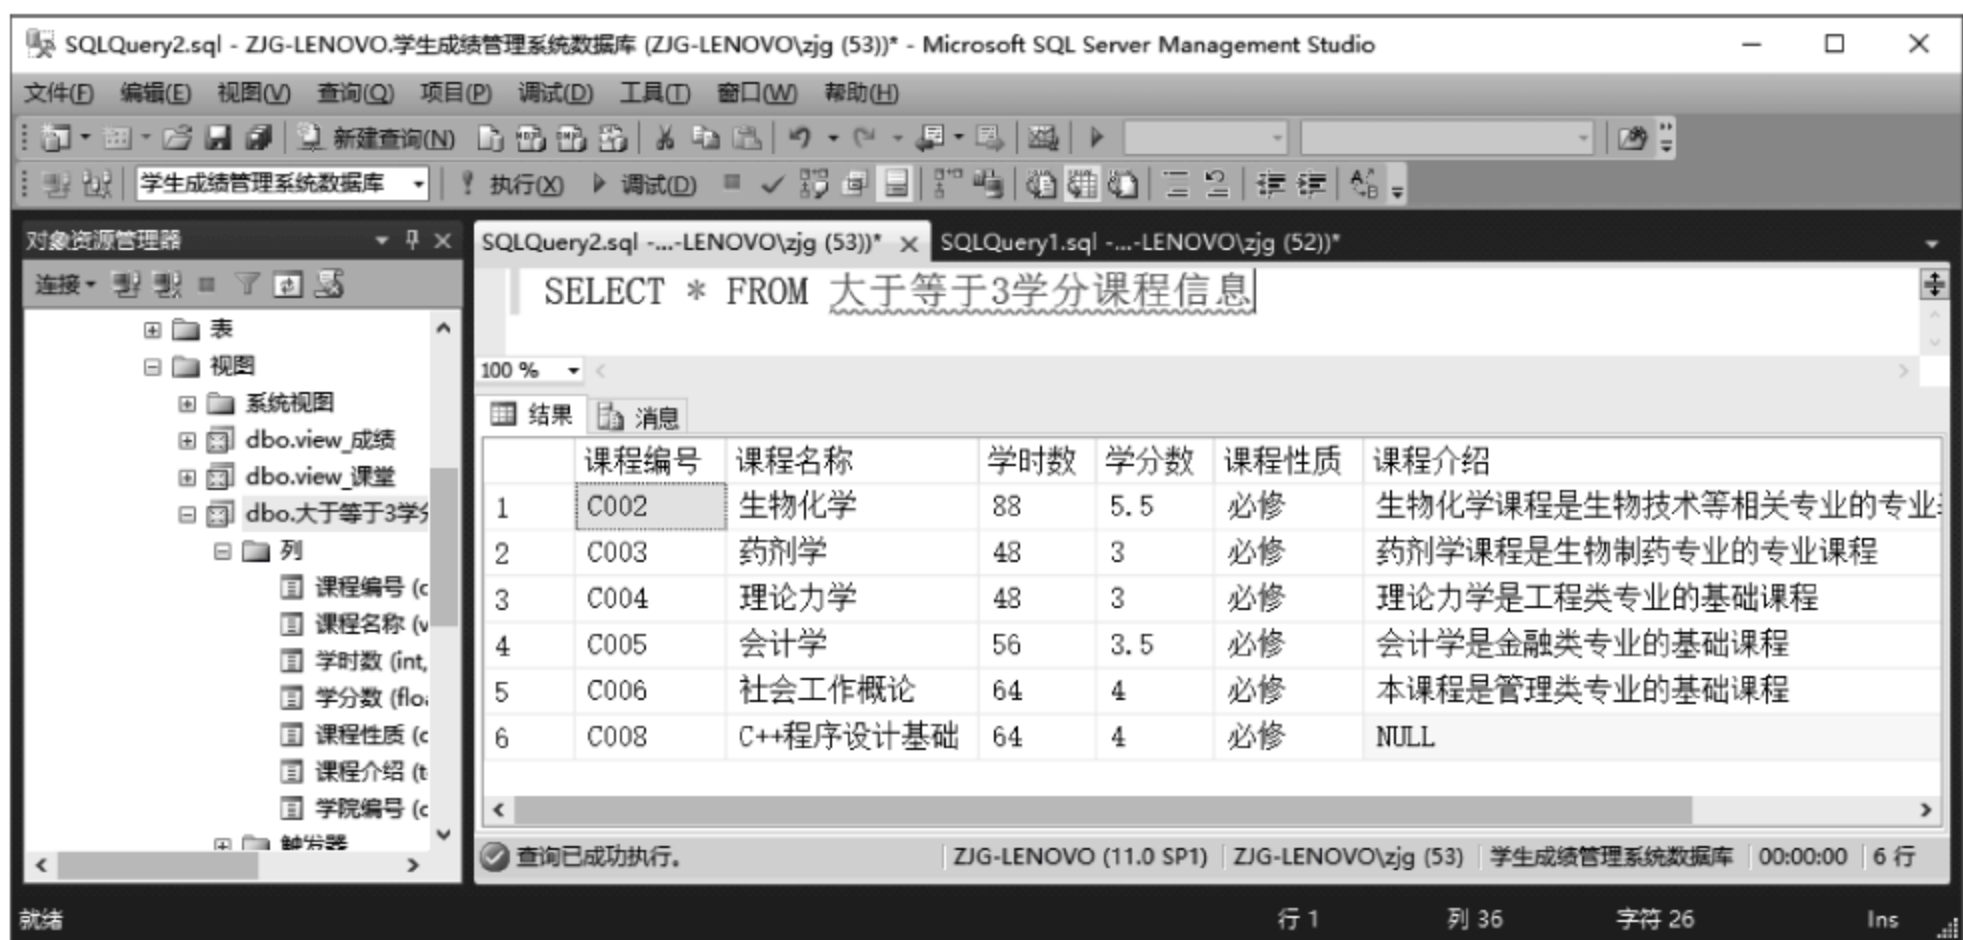 SQLQuery2.sql - ZJG-LENOVO.学生成绩管理系统数据库 (ZJG-LENOVO\zjg (53))* - Microsoft SQL Server Management Studio
文件(F) 编辑(E) 视图(V) 查询(Q) 项目(P) 调试(D) 工具(T) 窗口(W) 帮助(H)
新建查询(N)
学生成绩管理系统数据库 执行(X) 调试(D)
对象资源管理器
连接
表
视图
系统视图
dbo.view_成绩
dbo.view_课堂
dbo.大于等于3学分
列
课程编号 (c
课程名称 (v
学时数 (int,
学分数 (floa
课程性质 (c
课程介绍 (t
学院编号 (c
触发器
SQLQuery2.sql -...-LENOVO\zjg (53))* SQLQuery1.sql -...-LENOVO\zjg (52))*
SELECT * FROM 大于等于3学分课程信息
100 %
结果 消息
课程编号 课程名称 学时数 学分数 课程性质 课程介绍
1 C002 生物化学 88 5.5 必修 生物化学课程是生物技术等相关专业的专业
2 C003 药剂学 48 3 必修 药剂学课程是生物制药专业的专业课程
3 C004 理论力学 48 3 必修 理论力学是工程类专业的基础课程
4 C005 会计学 56 3.5 必修 会计学是金融类专业的基础课程
5 C006 社会工作概论 64 4 必修 本课程是管理类专业的基础课程
6 C008 C++程序设计基础 64 4 必修 NULL
查询已成功执行。 ZJG-LENOVO (11.0 SP1) ZJG-LENOVO\zjg (53) 学生成绩管理系统数据库 00:00:00 6 行
就绪 行 1 列 36 字符 26 Ins